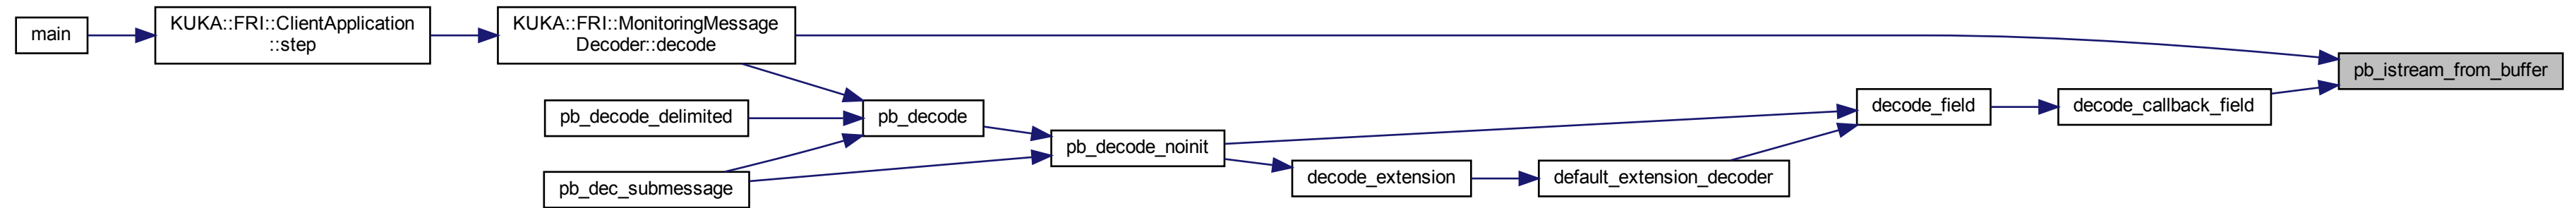 main
KUKA::FRI::ClientApplication
::step
KUKA::FRI::MonitoringMessage
Decoder::decode
pb_istream_from_buffer
pb_decode_delimited
pb_decode
decode_field
decode_callback_field
pb_decode_noinit
pb_dec_submessage
decode_extension
default_extension_decoder